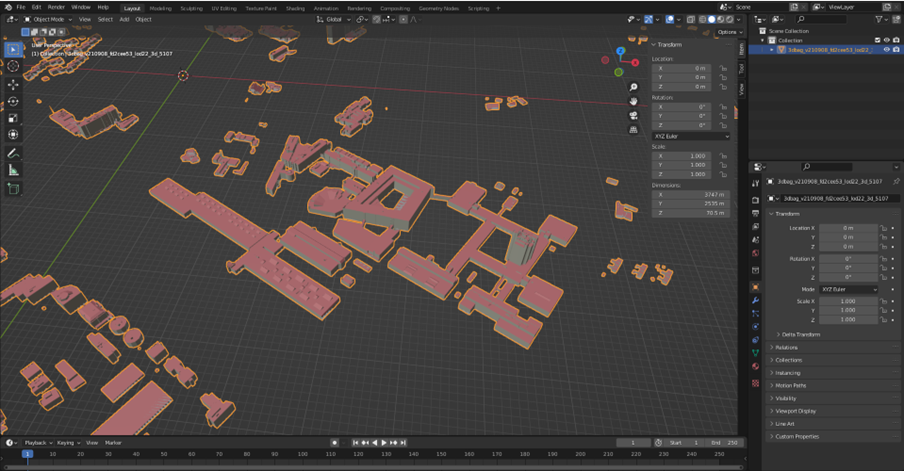 File Edit Render Window Help Layout Modeling Sculpting UV Editing Texture Paint Shading Animation Rendering Compositing Geometry Nodes Scripting Scene ViewLayer
Object Mode View Select Add Object Global
Options
User Perspective
(1) Collection
Transform
Location:
X 0 m
Y 0 m
Z 0 m
Rotation:
X 0°
Y 0°
Z 0°
XYZ Euler
Scale:
X 1.000
Y 1.000
Z 1.000
Dimensions:
X 3747 m
Y 2535 m
Z 70.5 m
Item
Tool
View
Scene Collection
Collection
Transform
Location X 0 m
Y 0 m
Z 0 m
Rotation X 0°
Y 0°
Z 0°
Mode XYZ Euler
Scale X 1.000
Y 1.000
Z 1.000
Delta Transform
Relations
Collections
Instancing
Motion Paths
Visibility
Viewport Display
Line Art
Custom Properties
Playback Keying View Marker 1 Start 1 End 250
1 10 20 30 40 50 60 70 80 90 100 110 120 130 140 150 160 170 180 190 200 210 220 230 240 250